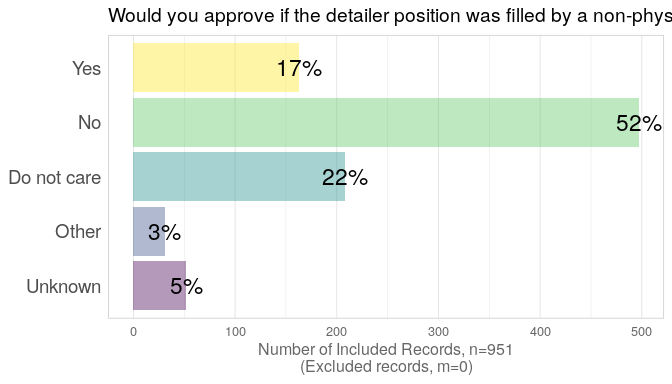 Would you approve if the detailer position was filled by a non-phys
Yes
17%
No
52%
Do not care
22%
Other
3%
Unknown
5%
0 100 200 300 400 500
Number of Included Records, n=951
(Excluded records, m=0)